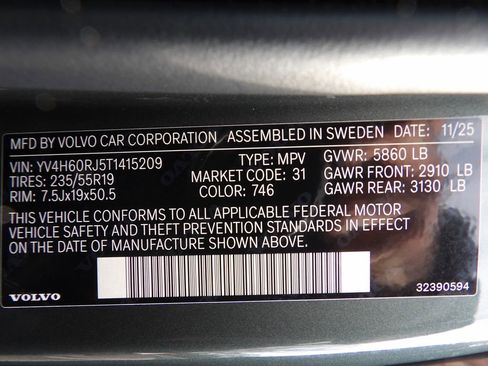 MFD BY VOLVO CAR CORPORATION ASSEMBLED IN SWEDEN DATE: 11/25
VIN: YV4H60RJ5T1415209 TYPE: MPV GVWR: 5860 LB
TIRES: 235/55R19 MARKET CODE: 31 GAWR FRONT: 2910 LB
RIM: 7.5Jx19x50.5 COLOR: 746 GAWR REAR: 3130 LB
THIS VEHICLE CONFORMS TO ALL APPLICABLE FEDERAL MOTOR
VEHICLE SAFETY AND THEFT PREVENTION STANDARDS IN EFFECT
ON THE DATE OF MANUFACTURE SHOWN ABOVE.
VOLVO 32390594